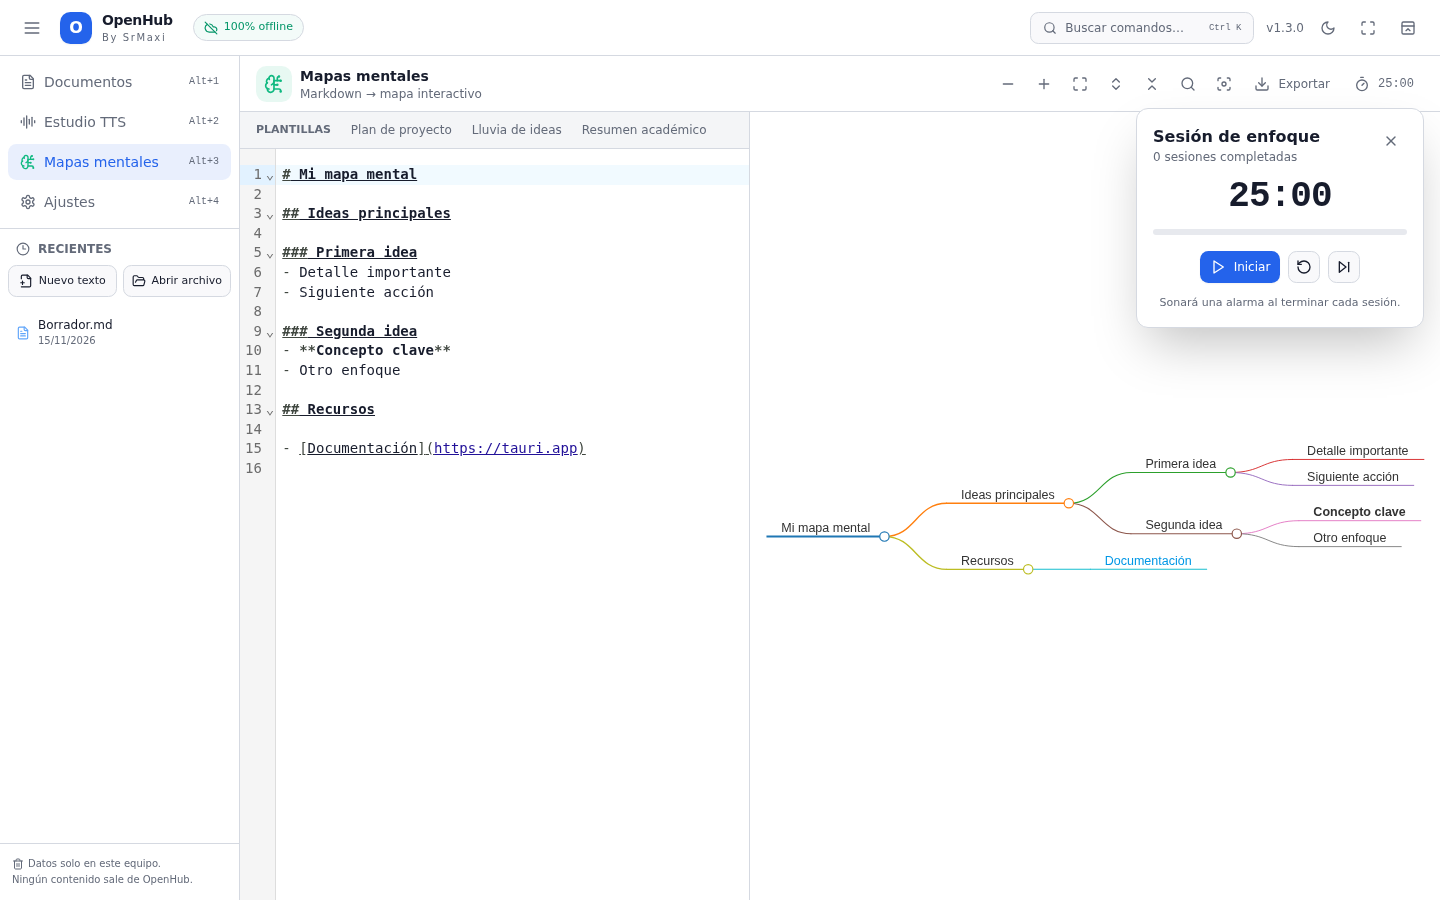 O
OpenHub
By SrMaxi
100% offline
Buscar comandos...
Ctrl K
v1.3.0
Documentos
Alt+1
Estudio TTS
Alt+2
Mapas mentales
Alt+3
Ajustes
Alt+4
RECIENTES
Nuevo texto
Abrir archivo
Borrador.md
15/11/2026
Datos solo en este equipo.
Ningún contenido sale de OpenHub.
Mapas mentales
Markdown → mapa interactivo
Exportar
25:00
PLANTILLAS
Plan de proyecto
Lluvia de ideas
Resumen académico
1 # Mi mapa mental
2
3 ## Ideas principales
4
5 ### Primera idea
6 - Detalle importante
7 - Siguiente acción
8
9 ### Segunda idea
10 - **Concepto clave**
11 - Otro enfoque
12
13 ## Recursos
14
15 - [Documentación](https://tauri.app)
16
Sesión de enfoque
0 sesiones completadas
25:00
Iniciar
Sonará una alarma al terminar cada sesión.
Mi mapa mental
Ideas principales
Primera idea
Detalle importante
Siguiente acción
Segunda idea
Concepto clave
Otro enfoque
Recursos
Documentación